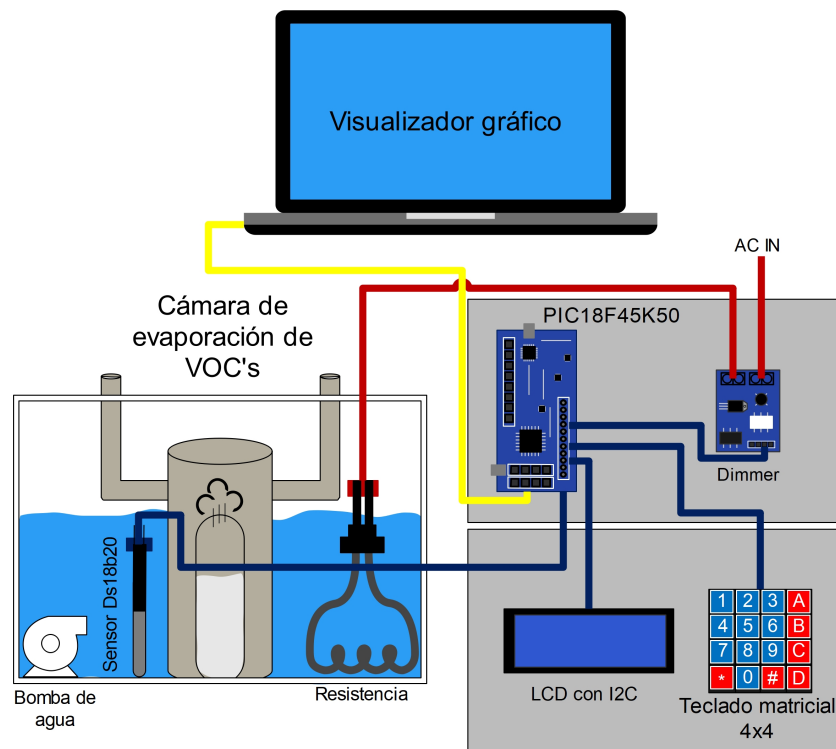 Visualizador gráfico
AC IN
Cámara de
evaporación de
VOC's
PIC18F45K50
Dimmer
Sensor Ds18b20
Bomba de
agua
Resistencia
LCD con I2C
1 2 3 A
4 5 6 B
7 8 9 C
* 0 # D
Teclado matricial
4x4